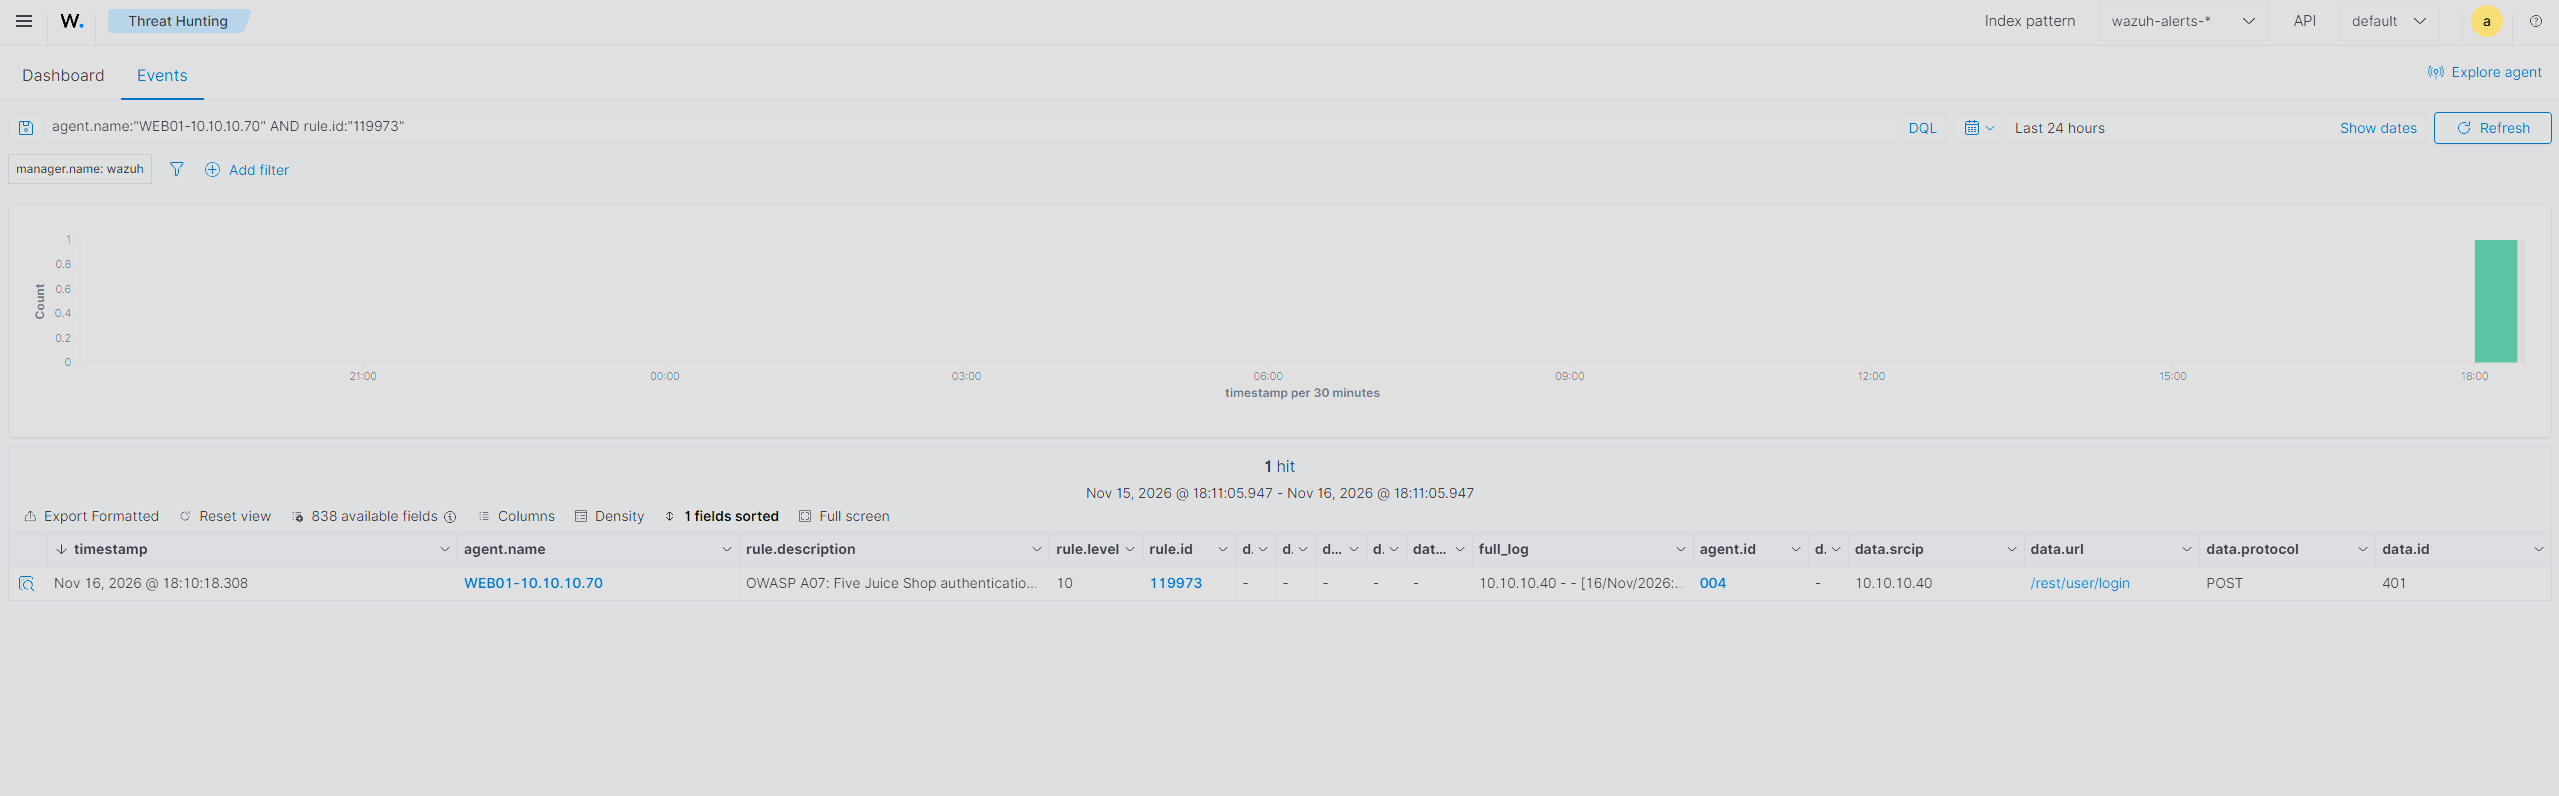 W. Threat Hunting Index pattern wazuh-alerts-* API default a
Dashboard Events Explore agent
agent.name:"WEB01-10.10.10.70" AND rule.id:"119973" DQL Last 24 hours Show dates Refresh
manager.name: wazuh Add filter
Count
1
0.8
0.6
0.4
0.2
0
21:00 00:00 03:00 06:00 09:00 12:00 15:00 18:00
timestamp per 30 minutes
1 hit
Nov 15, 2026 @ 18:11:05.947 - Nov 16, 2026 @ 18:11:05.947
Export Formatted Reset view 838 available fields Columns Density 1 fields sorted Full screen
timestamp agent.name rule.description rule.level rule.id d. d. d... d. dat... full_log agent.id d. data.srcip data.url data.protocol data.id
Nov 16, 2026 @ 18:10:18.308 WEB01-10.10.10.70 OWASP A07: Five Juice Shop authenticatio... 10 119973 - - - - - 10.10.10.40 - - [16/Nov/2026:... 004 - 10.10.10.40 /rest/user/login POST 401